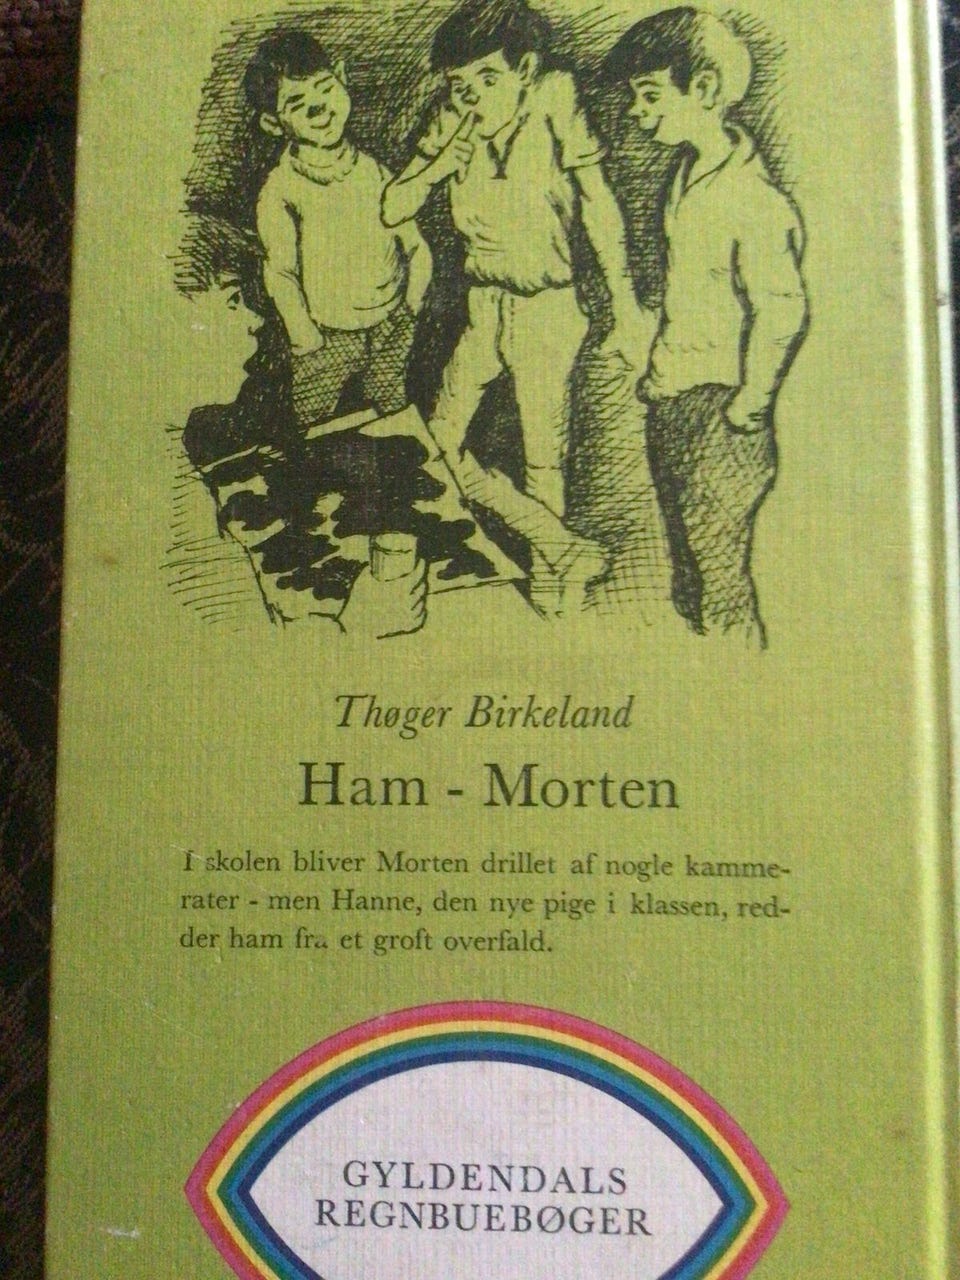 Thøger Birkeland
Ham - Morten
I skolen bliver Morten drillet af nogle kamme-
rater - men Hanne, den nye pige i klassen, red-
der ham fra et groft overfald.
GYLDENDALS
REGNBUEBØGER